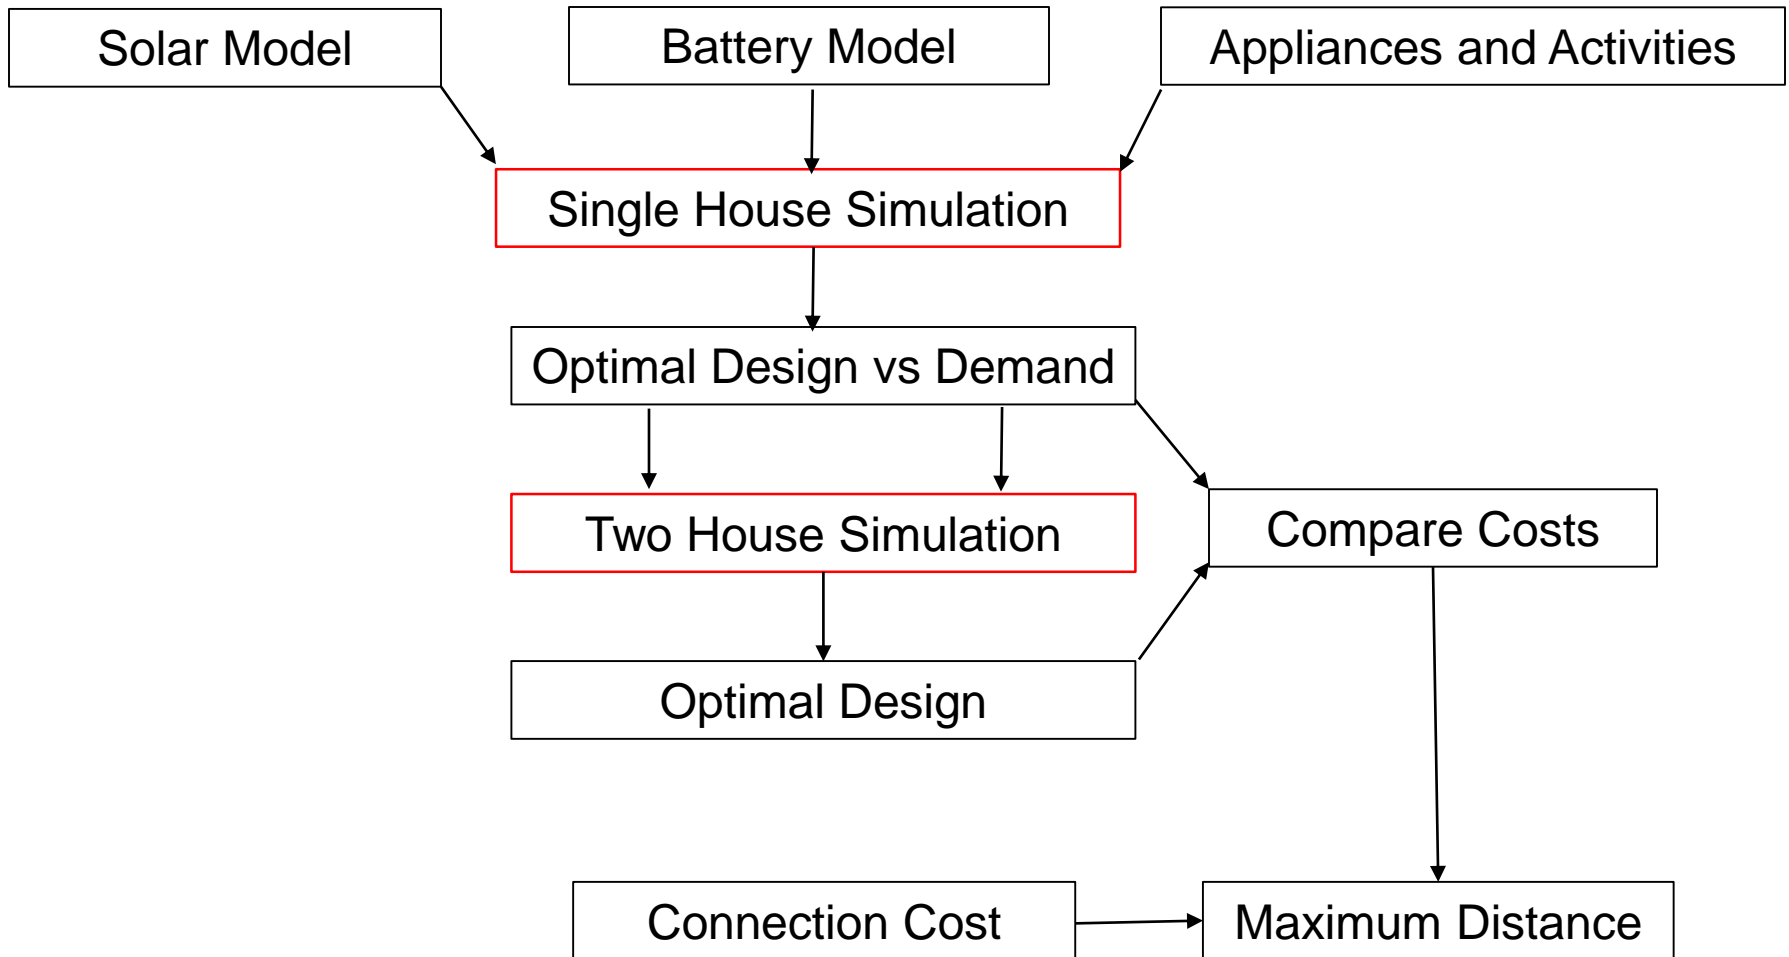 Solar Model
Battery Model
Appliances and Activities
Single House Simulation
Optimal Design vs Demand
Two House Simulation
Compare Costs
Optimal Design
Connection Cost
Maximum Distance